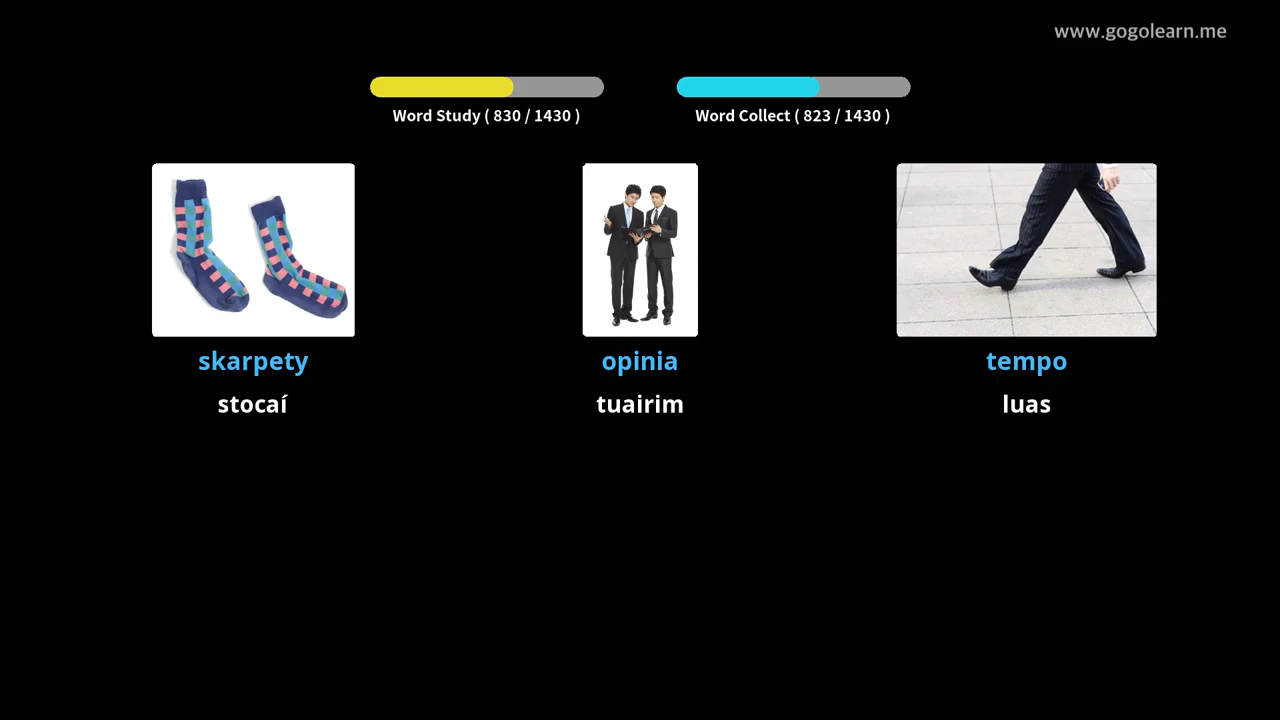 www.gogolearn.me
Word Study ( 830 / 1430 )
Word Collect ( 823 / 1430 )
skarpety
stocaí
opinia
tuairim
tempo
luas